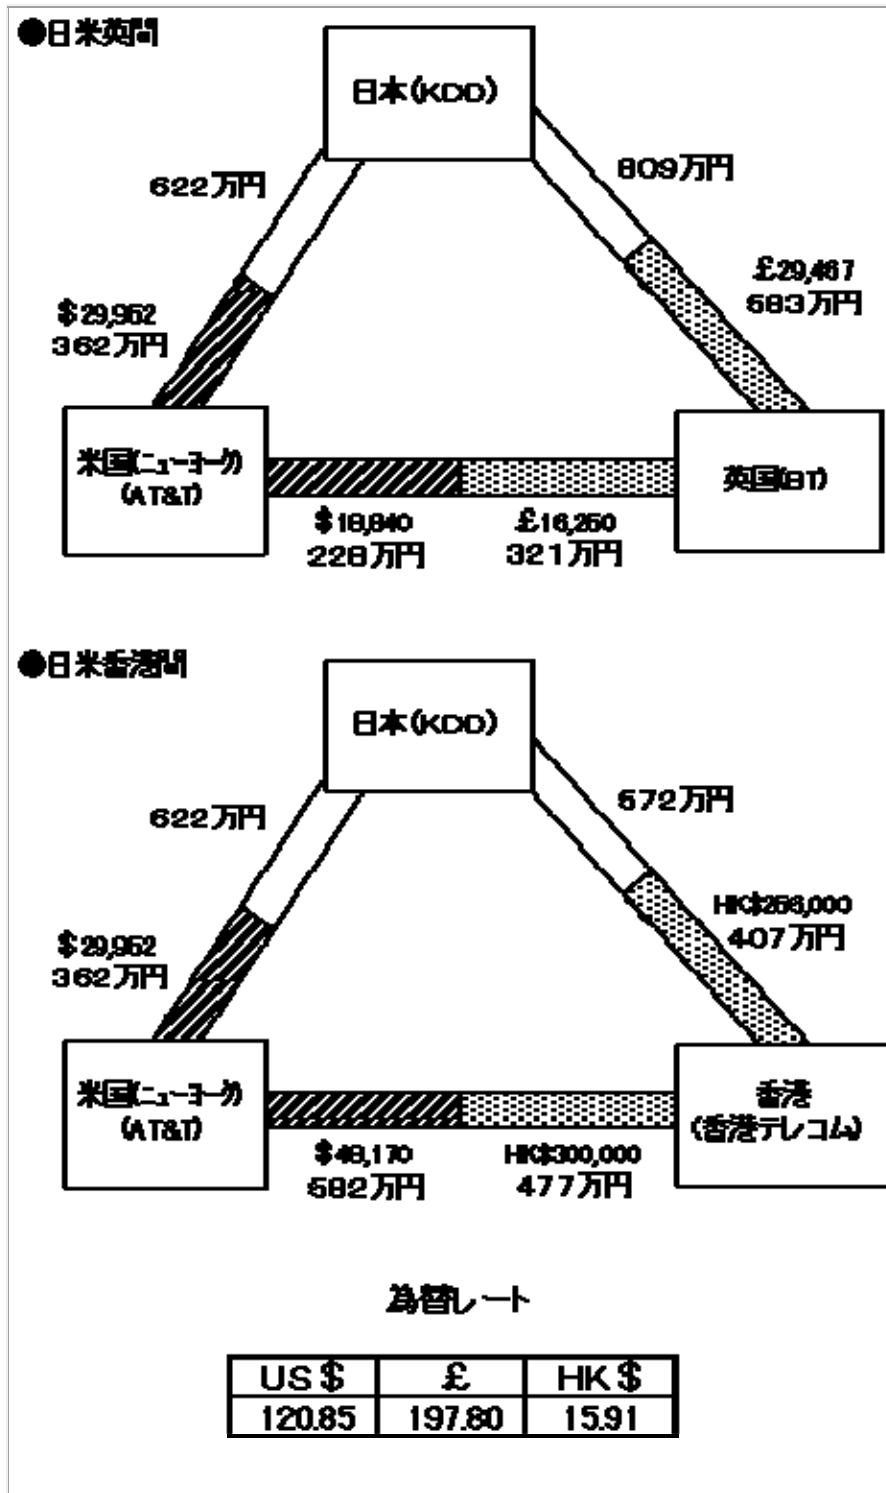 ●日米英間
日本(KDD)
622万円
809万円
£29,467
583万円
$29,952
362万円
米国(ニューヨーク)
(AT&T)
英国(BT)
$18,840
228万円
£16,250
321万円
●日米香港間
日本(KDD)
622万円
572万円
HK$256,000
407万円
$29,952
362万円
米国(ニューヨーク)
(AT&T)
香港
(香港テレコム)
$48,170
582万円
HK$300,000
477万円
為替レート
US$ £ HK$
120.85 197.80 15.91